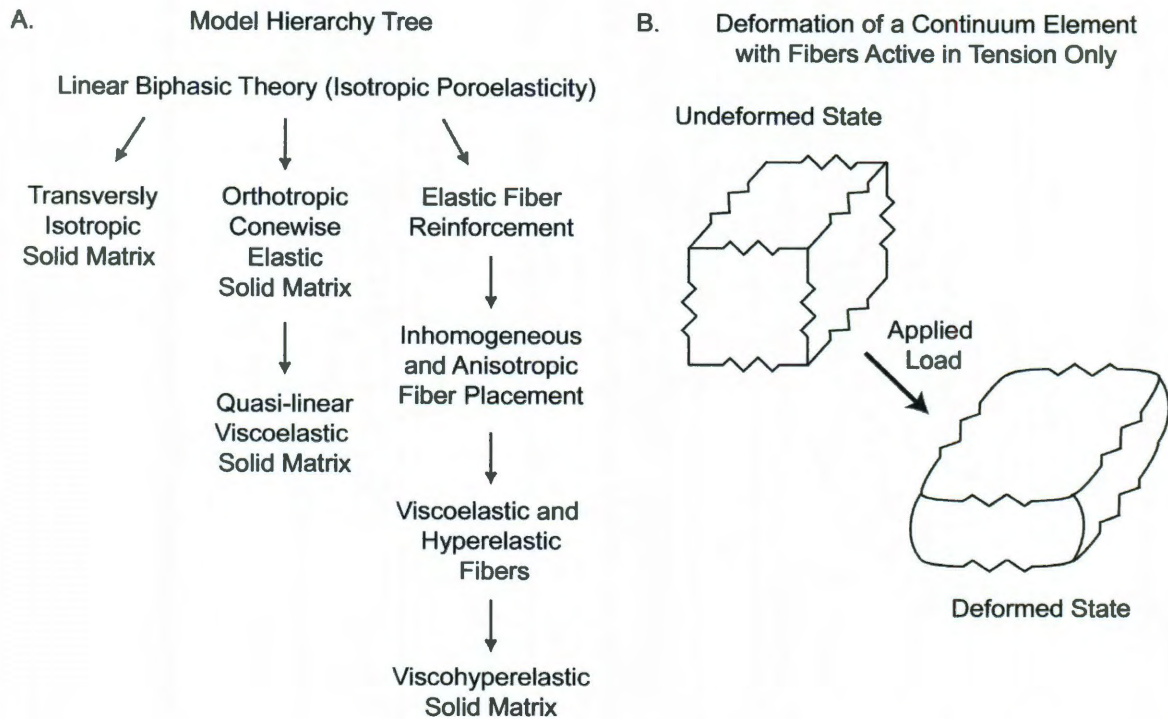 A.
Model Hierarchy Tree
Linear Biphasic Theory (Isotropic Poroelasticity)
Transversly
Isotropic
Solid Matrix
Orthotropic
Conewise
Elastic
Solid Matrix
Quasi-linear
Viscoelastic
Solid Matrix
Elastic Fiber
Reinforcement
Inhomogeneous
and Anisotropic
Fiber Placement
Viscoelastic and
Hyperelastic
Fibers
Viscohyperelastic
Solid Matrix
B.
Deformation of a Continuum Element
with Fibers Active in Tension Only
Undeformed State
Applied
Load
Deformed State